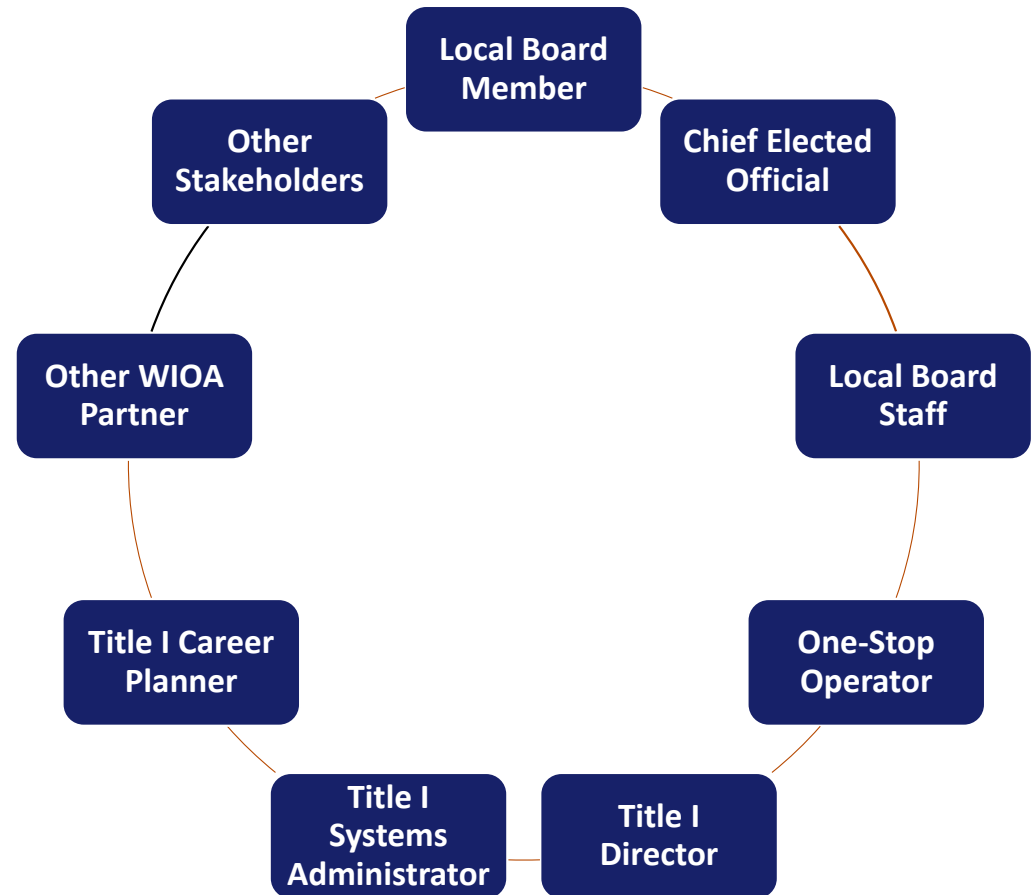 Local Board
Member
Chief Elected
Official
Local Board
Staff
One-Stop
Operator
Title I
Director
Title I
Systems
Administrator
Title I Career
Planner
Other WIOA
Partner
Other
Stakeholders